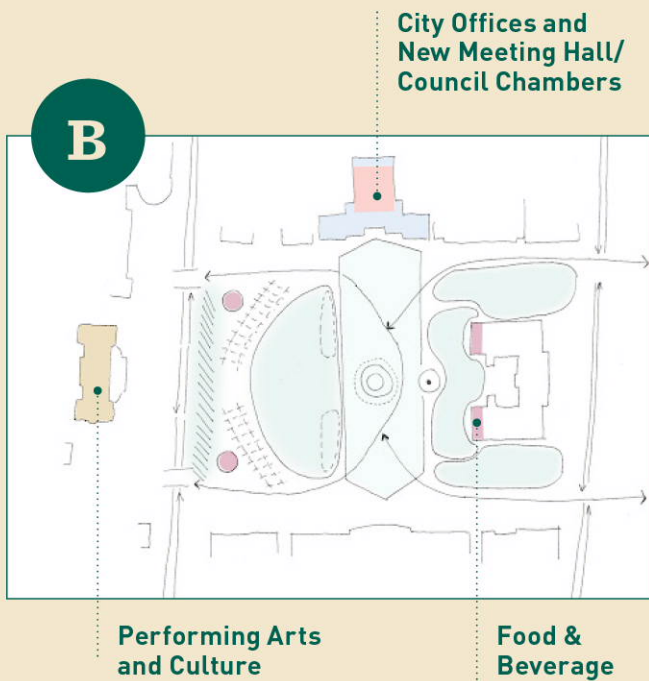 City Offices and
New Meeting Hall/
Council Chambers
B
Performing Arts
and Culture
Food &
Beverage